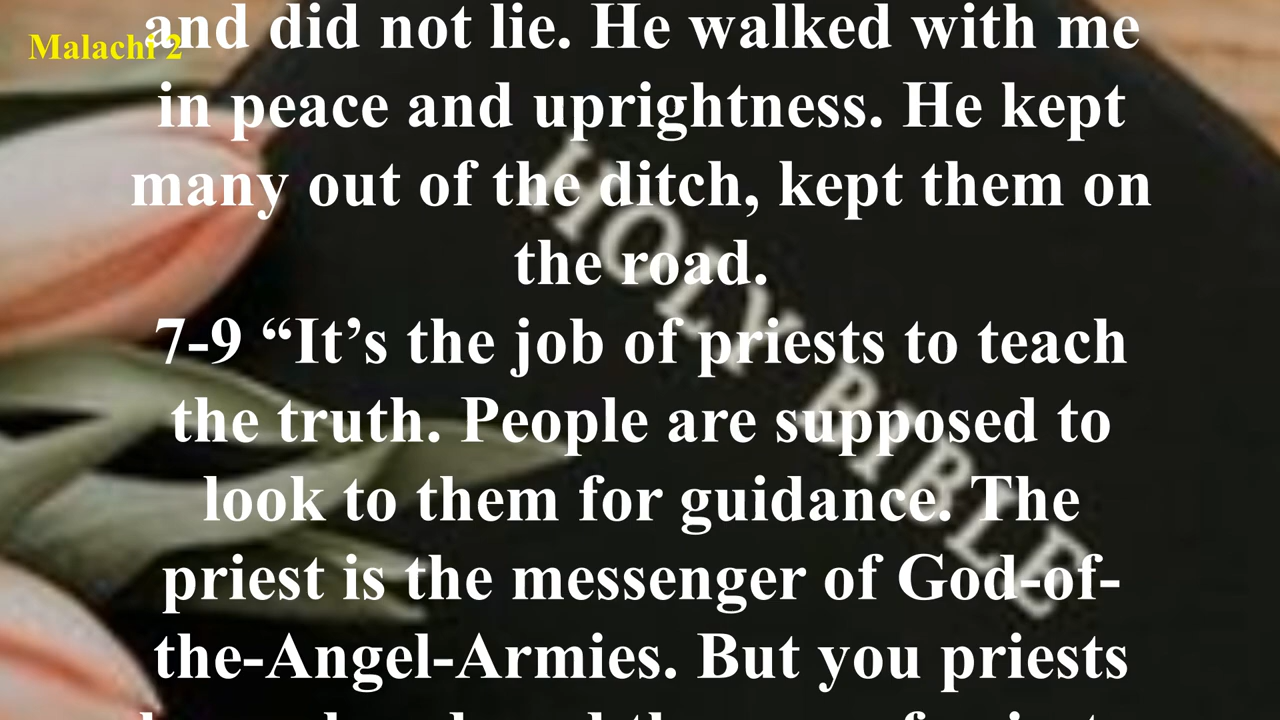 Malachi 2
and did not lie. He walked with me
in peace and uprightness. He kept
many out of the ditch, kept them on
the road.
7-9 “It’s the job of priests to teach
the truth. People are supposed to
look to them for guidance. The
priest is the messenger of God-of-
the-Angel-Armies. But you priests
HOLY BIBLE